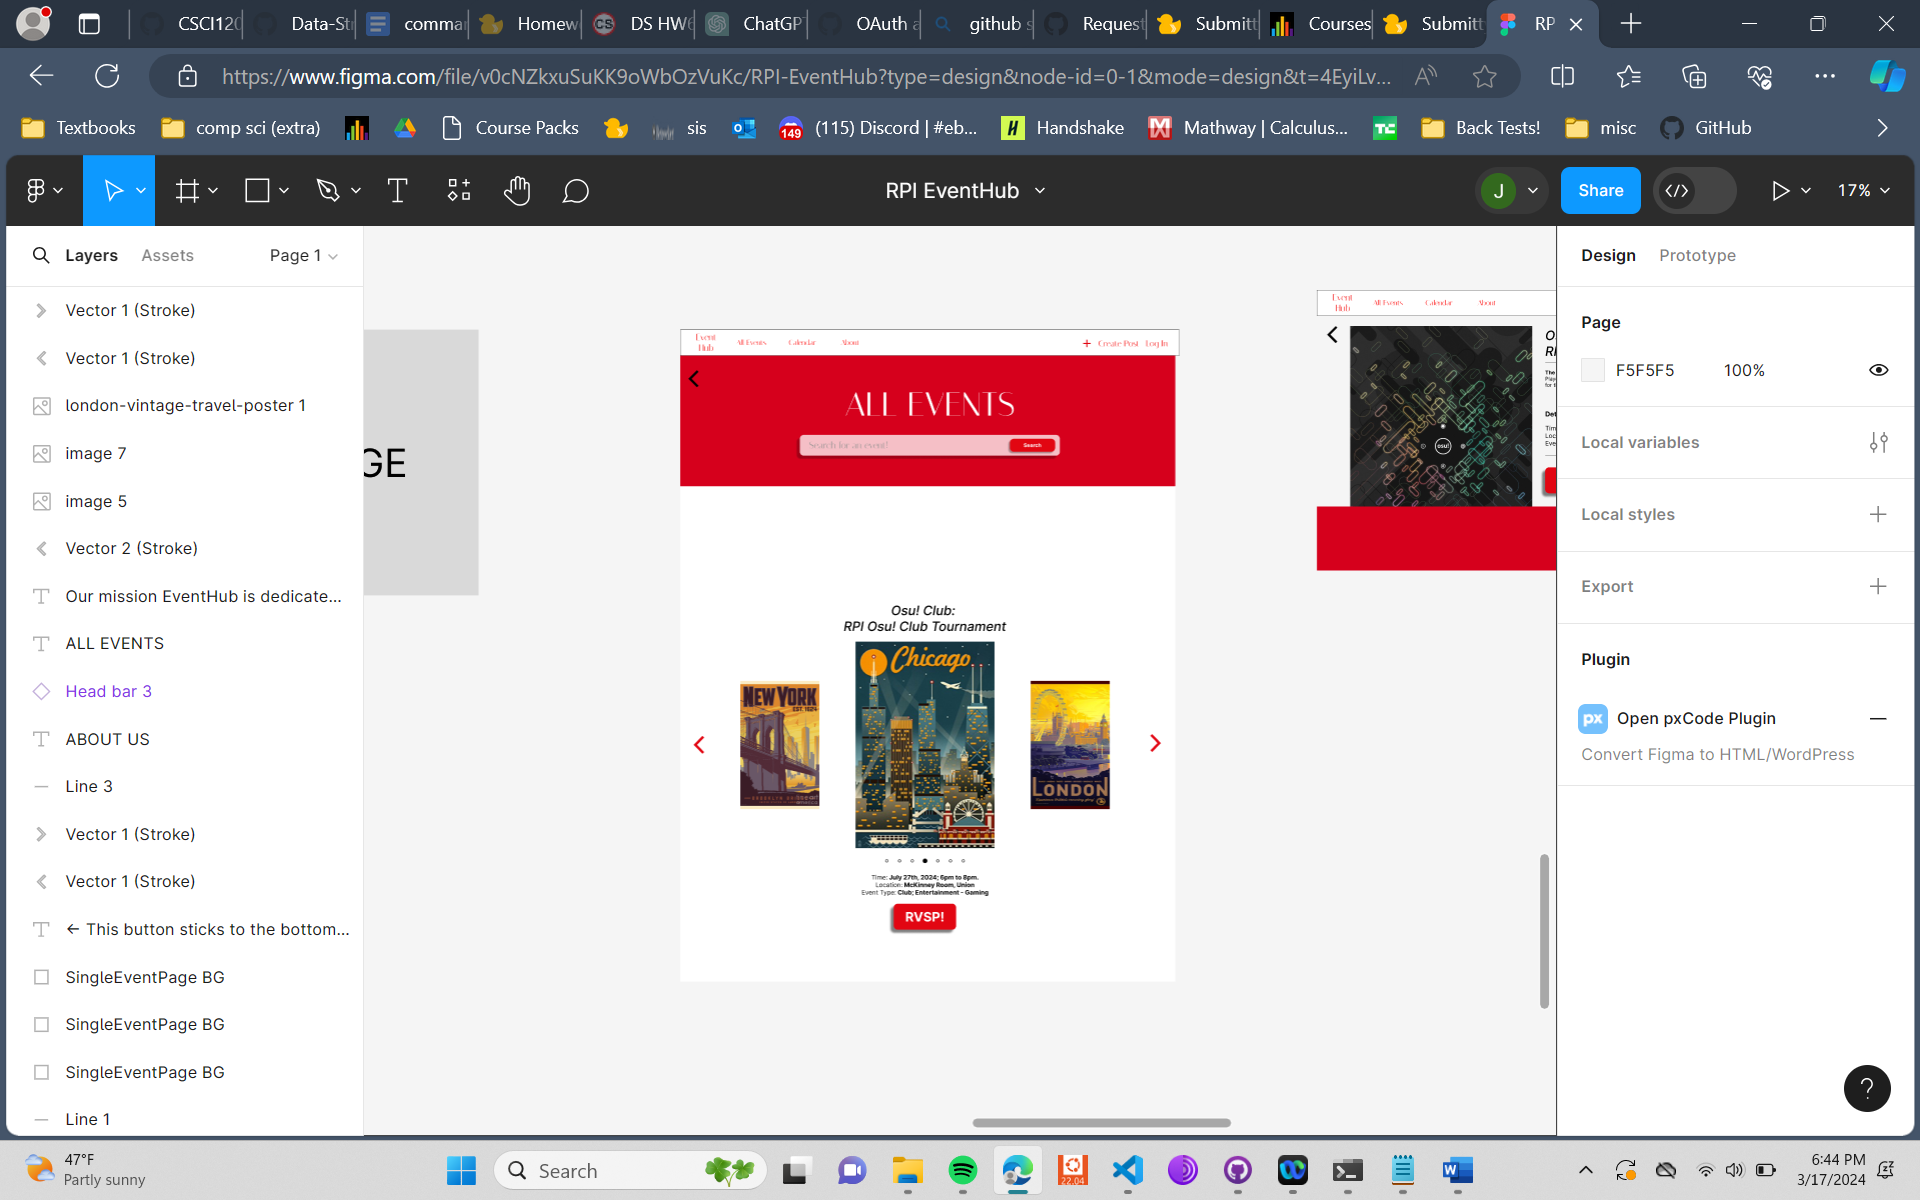 CSCI120
Data-St
comma
Homew
DS HW6
ChatGP
OAuth a
github s
Request
Submitt
Courses
Submitt
RP
https://www.figma.com/file/v0cNZkxuSuKK9oWbOzVuKc/RPI-EventHub?type=design&node-id=0-1&mode=design&t=4EyiLv...
Textbooks
comp sci (extra)
Course Packs
sis
149
(115) Discord | #eb...
Handshake
Mathway | Calculus...
Back Tests!
misc
GitHub
RPI EventHub
J
Share
17%
Layers
Assets
Page 1
Vector 1 (Stroke)
Vector 1 (Stroke)
london-vintage-travel-poster 1
image 7
image 5
Vector 2 (Stroke)
Our mission EventHub is dedicate...
ALL EVENTS
Head bar 3
ABOUT US
Line 3
Vector 1 (Stroke)
Vector 1 (Stroke)
← This button sticks to the bottom...
SingleEventPage BG
SingleEventPage BG
SingleEventPage BG
Line 1
GE
Event
Hub
All Events
Calendar
About
+ Create Post
Log In
ALL EVENTS
Search for an event!
Search
Osu! Club:
RPI Osu! Club Tournament
NEW YORK
EST. 1624
Chicago
LONDON
Time: July 27th, 2024; 6pm to 8pm.
Location: McKinney Room, Union
Event Type: Club; Entertainment - Gaming
RVSP!
Event
Hub
All Events
Calendar
About
osu!
Design
Prototype
Page
F5F5F5
100%
Local variables
Local styles
Export
Plugin
px
Open pxCode Plugin
Convert Figma to HTML/WordPress
?
47°F
Partly sunny
Search
22.04
6:44 PM
3/17/2024